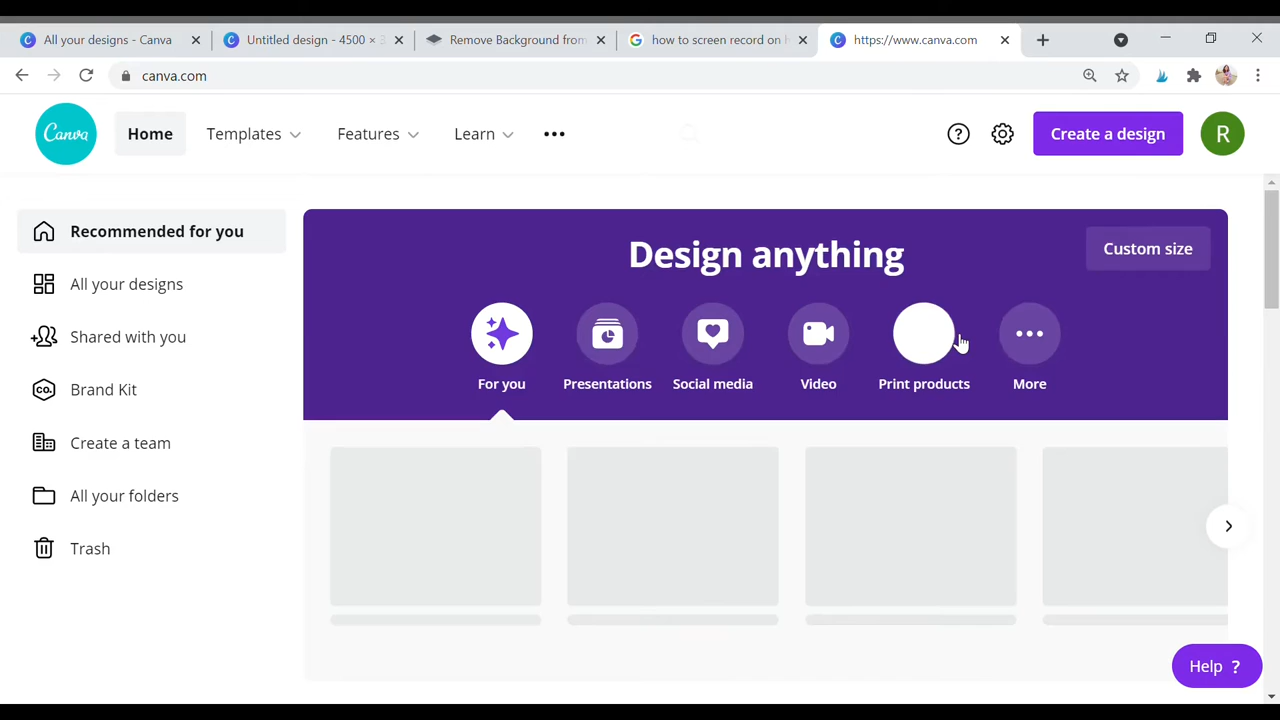 All your designs - Canva
Untitled design - 4500 × 3
Remove Background from
how to screen record on h
https://www.canva.com
canva.com
Canva
Home
Templates
Features
Learn
?
Create a design
R
Recommended for you
All your designs
Shared with you
Brand Kit
Create a team
All your folders
Trash
Design anything
Custom size
For you
Presentations
Social media
Video
Print products
More
Help ?